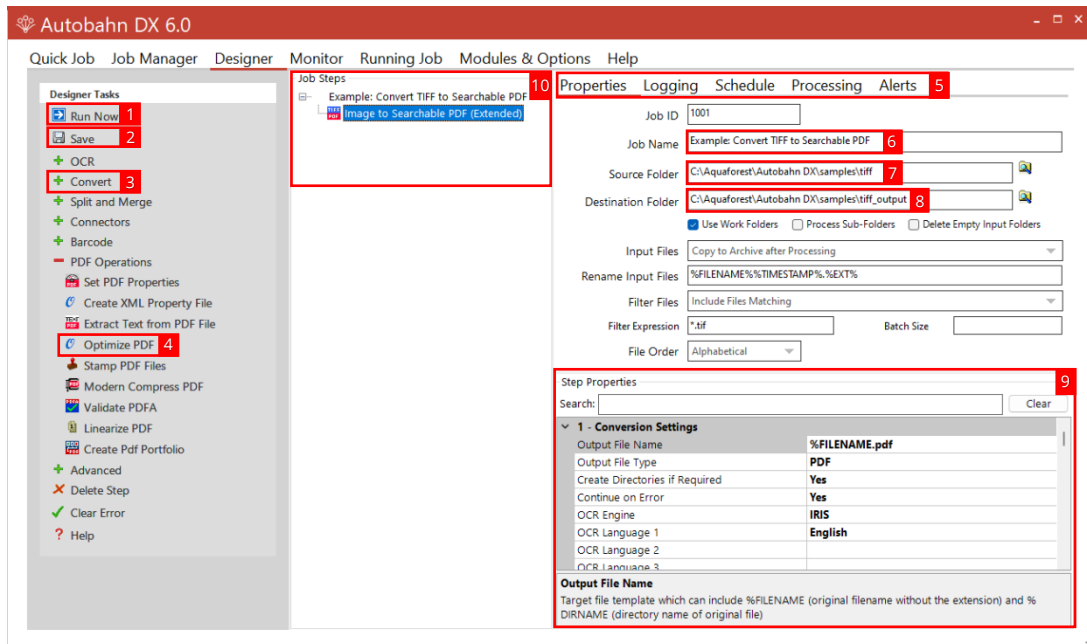 Autobahn DX 6.0
Quick Job Job Manager Designer Monitor Running Job Modules & Options Help
Designer Tasks
Run Now 1
Save 2
OCR
Convert 3
Split and Merge
Connectors
Barcode
PDF Operations
Set PDF Properties
Create XML Property File
Extract Text from PDF File
Optimize PDF 4
Stamp PDF Files
Modern Compress PDF
Validate PDFA
Linearize PDF
Create Pdf Portfolio
Advanced
Delete Step
Clear Error
? Help
Job Steps
10
Example: Convert TIFF to Searchable PDF
Image to Searchable PDF (Extended)
Properties Logging Schedule Processing Alerts 5
Job ID 1001
Job Name Example: Convert TIFF to Searchable PDF 6
Source Folder C:\Aquaforest\Autobahn DX\samples\tiff 7
Destination Folder C:\Aquaforest\Autobahn DX\samples\tiff_output 8
Use Work Folders Process Sub-Folders Delete Empty Input Folders
Input Files Copy to Archive after Processing
Rename Input Files %FILENAME%%TIMESTAMP%.%EXT%
Filter Files Include Files Matching
Filter Expression *.tif Batch Size
File Order Alphabetical
Step Properties 9
Search: Clear
1 - Conversion Settings
Output File Name %FILENAME.pdf
Output File Type PDF
Create Directories if Required Yes
Continue on Error Yes
OCR Engine IRIS
OCR Language 1 English
OCR Language 2
OCR Language 3
Output File Name
Target file template which can include %FILENAME (original filename without the extension) and %
DIRNAME (directory name of original file)